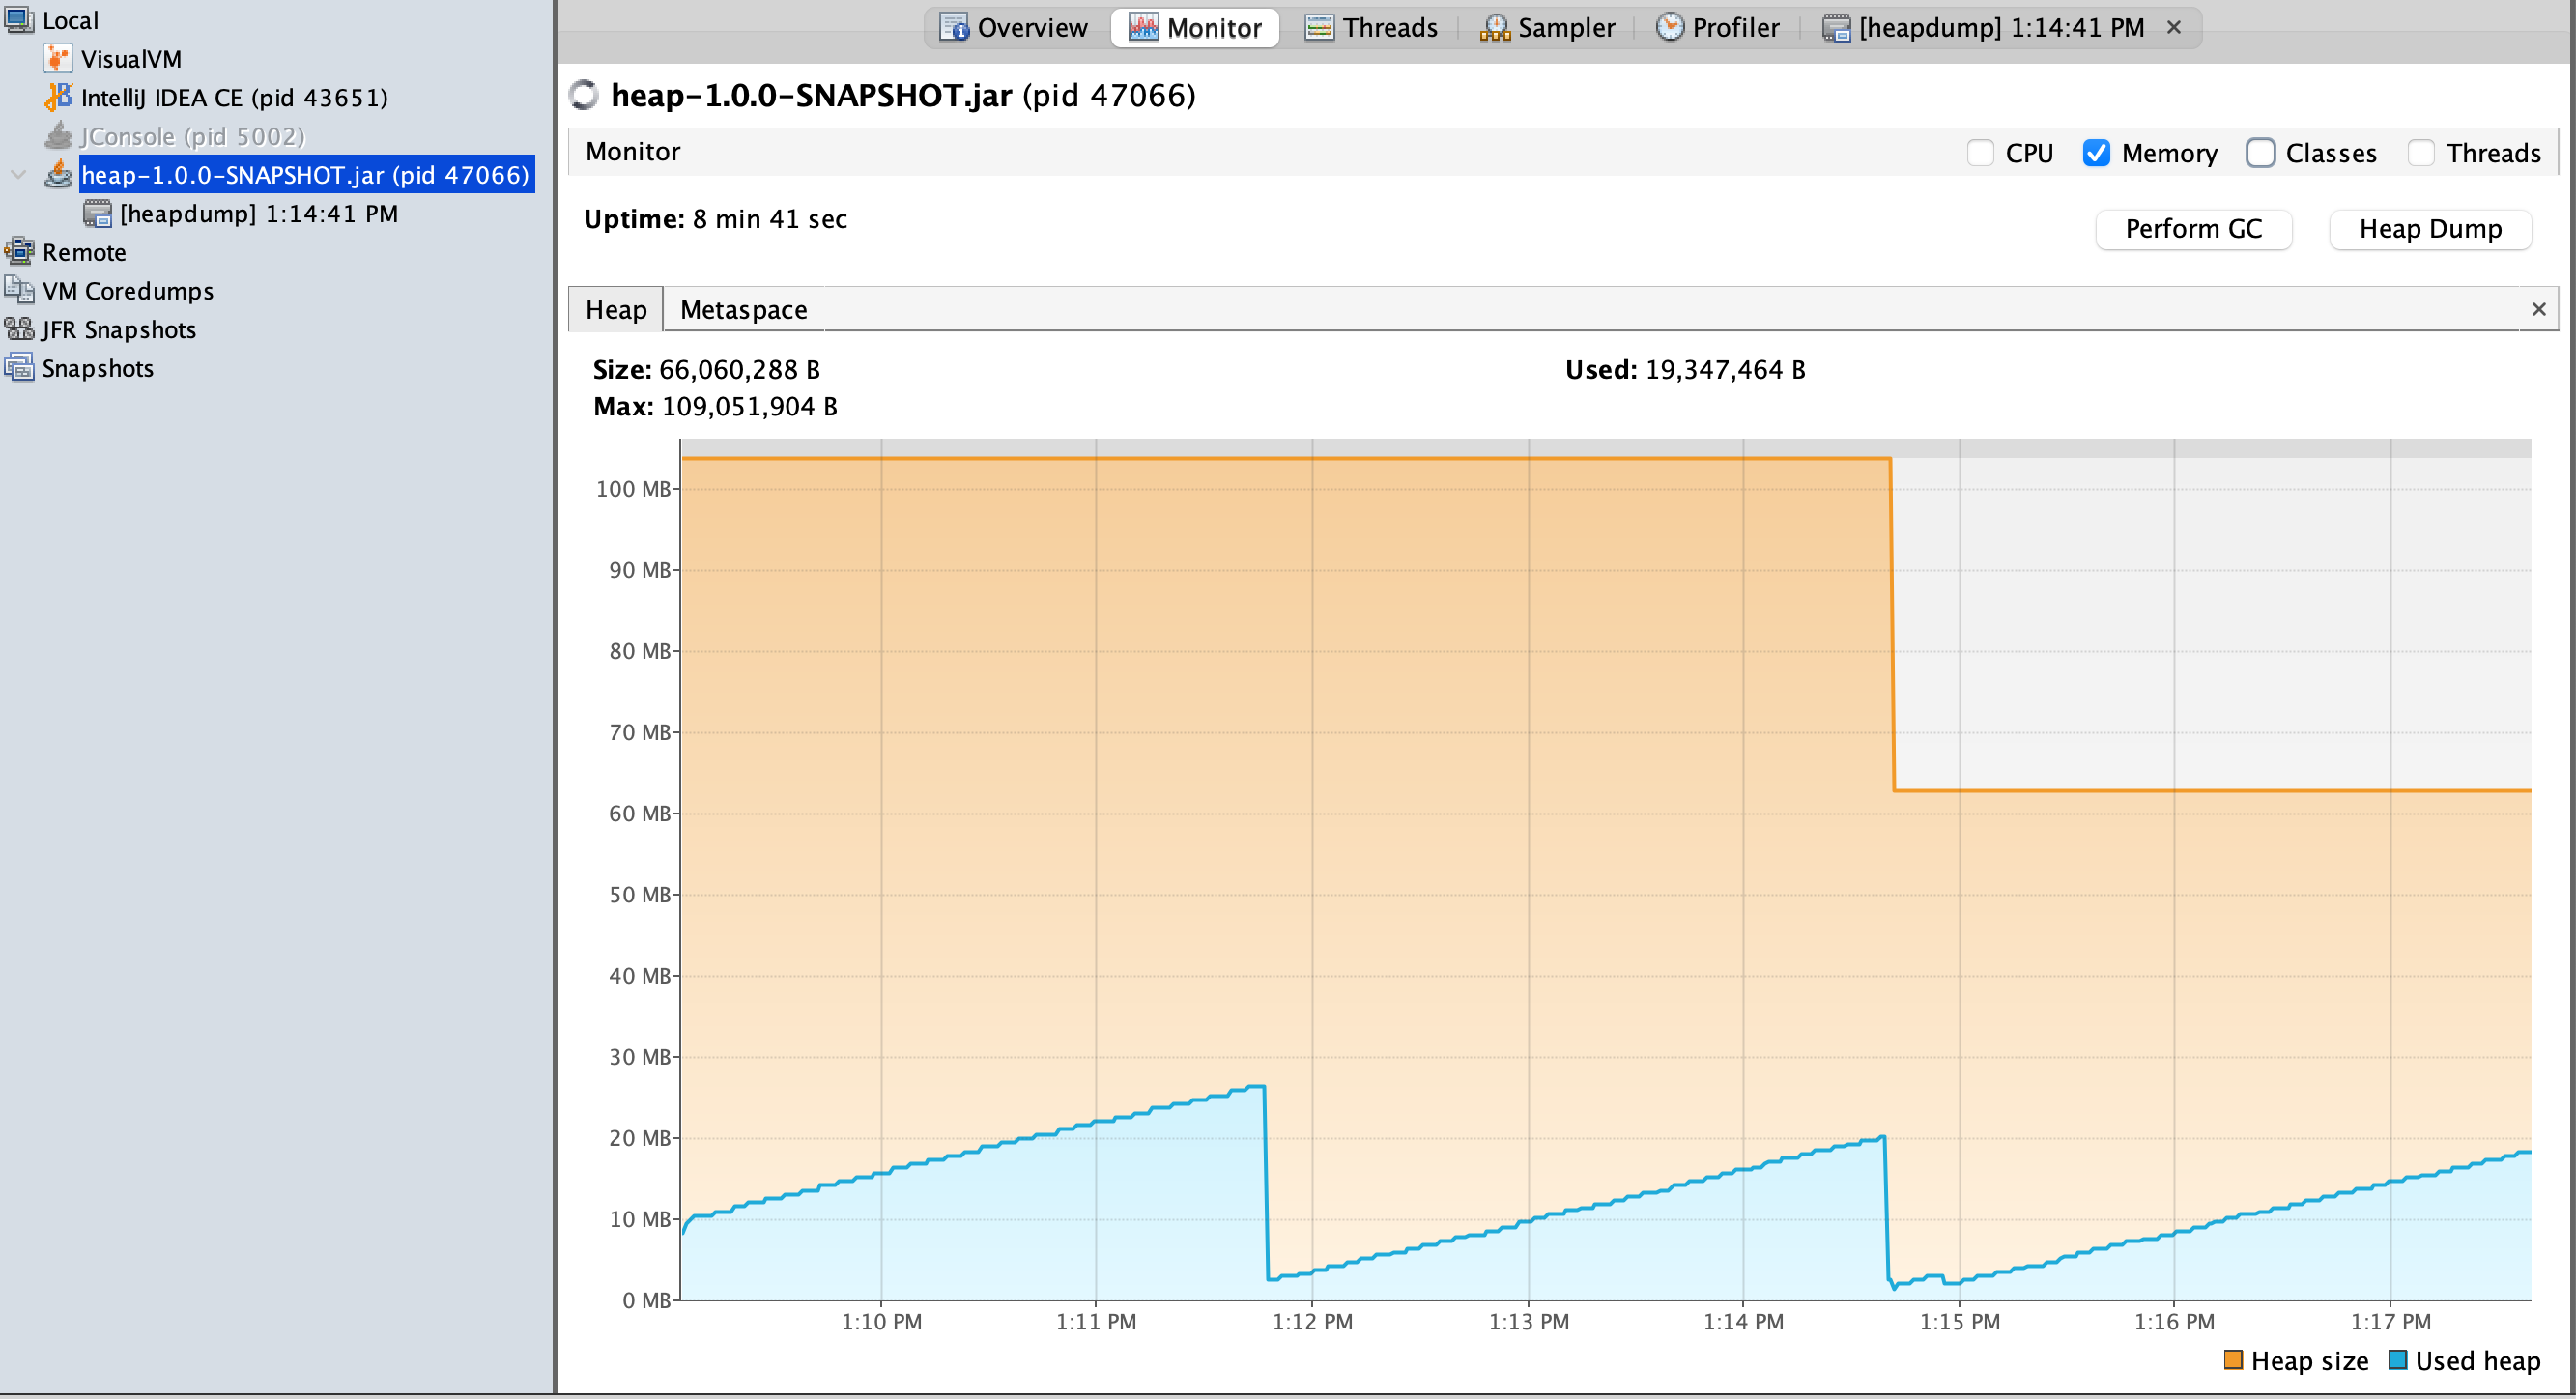 Local
VisualVM
IntelliJ IDEA CE (pid 43651)
JConsole (pid 5002)
heap-1.0.0-SNAPSHOT.jar (pid 47066)
[heapdump] 1:14:41 PM
Remote
VM Coredumps
JFR Snapshots
Snapshots
Overview Monitor Threads Sampler Profiler [heapdump] 1:14:41 PM ×
heap-1.0.0-SNAPSHOT.jar (pid 47066)
Monitor CPU Memory Classes Threads
Uptime: 8 min 41 sec
Perform GC Heap Dump
Heap Metaspace ×
Size: 66,060,288 B Used: 19,347,464 B
Max: 109,051,904 B
100 MB
90 MB
80 MB
70 MB
60 MB
50 MB
40 MB
30 MB
20 MB
10 MB
0 MB
1:10 PM 1:11 PM 1:12 PM 1:13 PM 1:14 PM 1:15 PM 1:16 PM 1:17 PM
Heap size Used heap